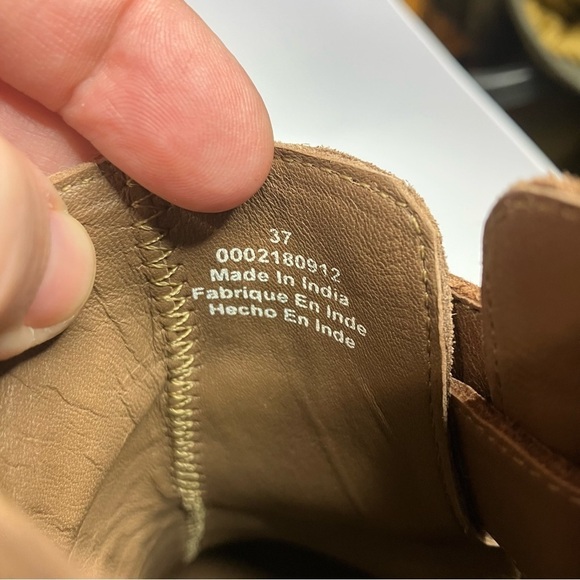 37
0002180912
Made In India
Fabrique En Inde
Hecho En Inde